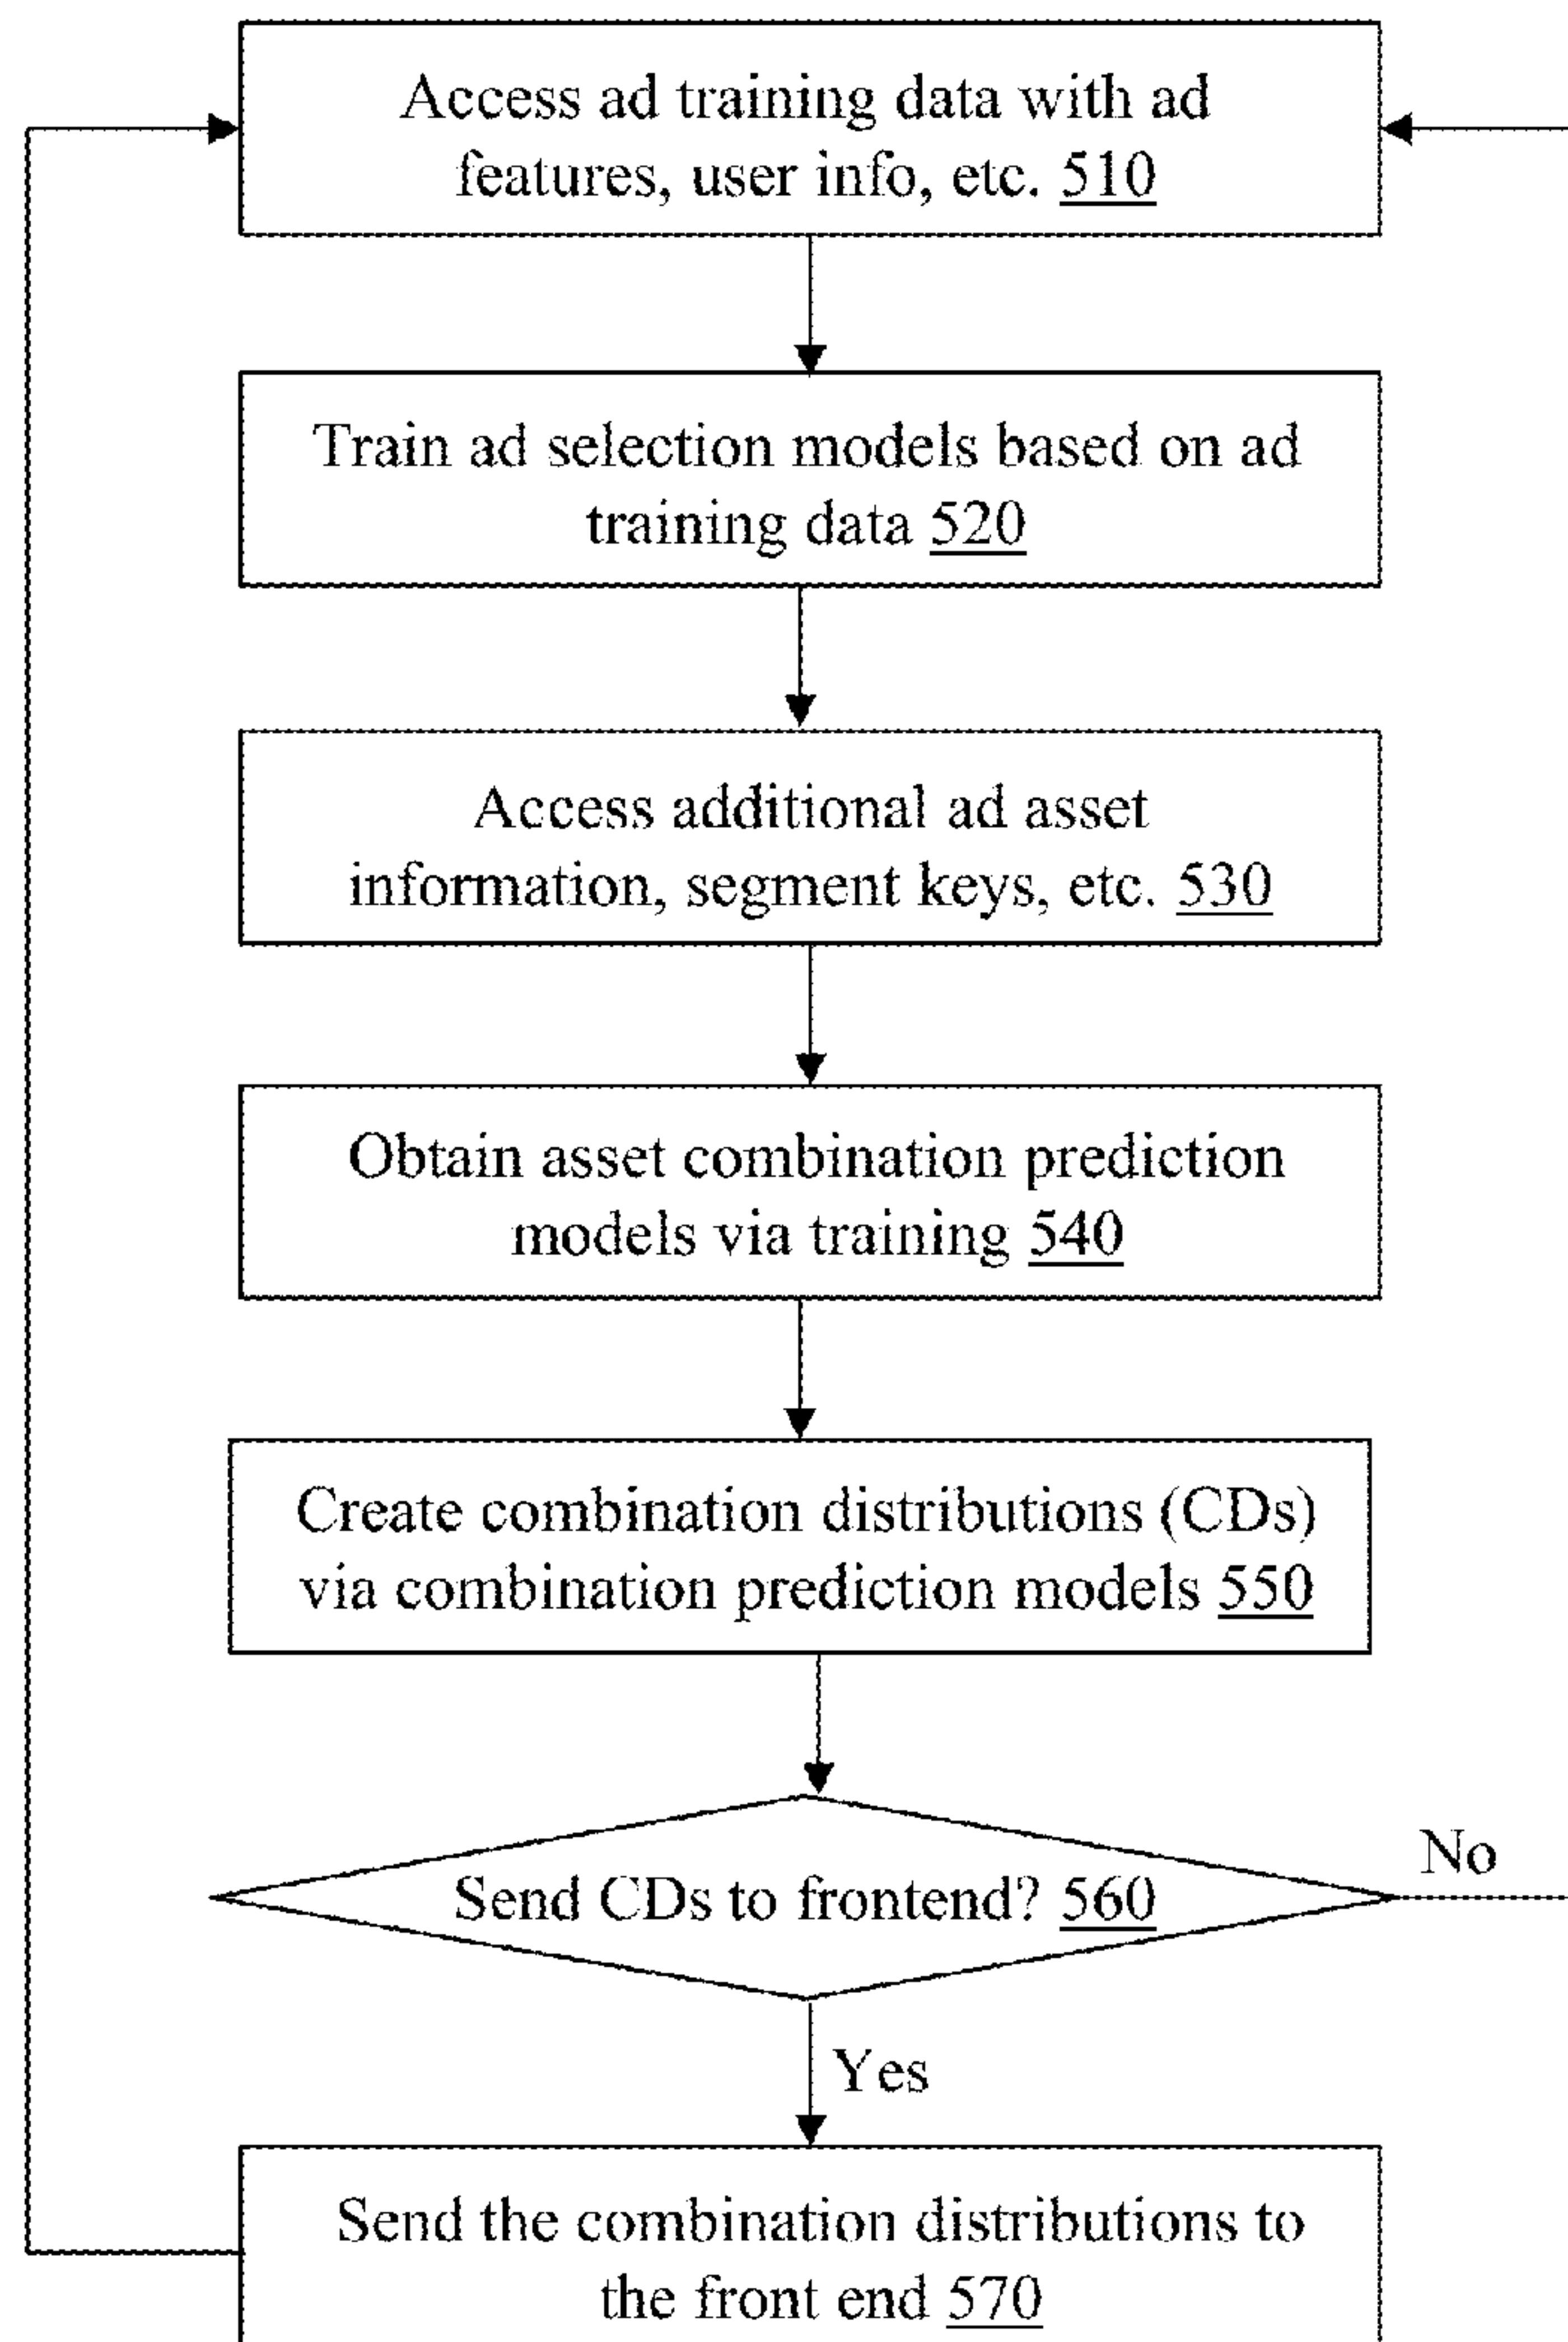 Access ad training data with ad
features, user info, etc. 510
Train ad selection models based on ad
training data 520
Access additional ad asset
information, segment keys, etc. 530
Obtain asset combination prediction
models via training 540
Create combination distributions (CDs)
via combination prediction models 550
Send CDs to frontend? 560
No
Yes
Send the combination distributions to
the front end 570